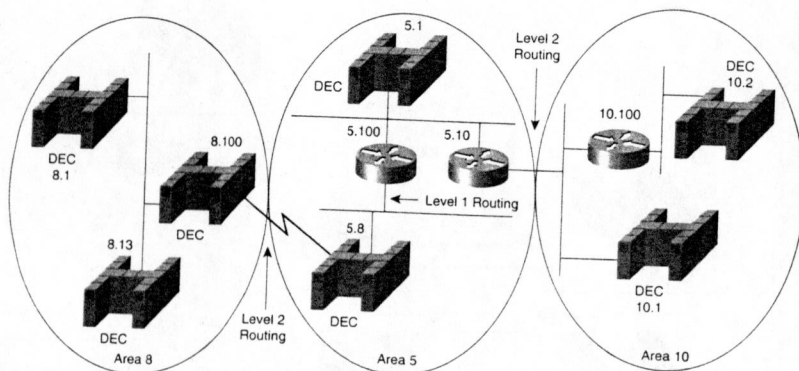 5.1
Level 2
Routing
DEC
DEC
10.2
DEC
5.100
5.10
10.100
8.100
DEC
8.1
Level 1 Routing
8.13
DEC
5.8
DEC
10.1
DEC
Level 2
Routing
DEC
Area 8
Area 5
Area 10